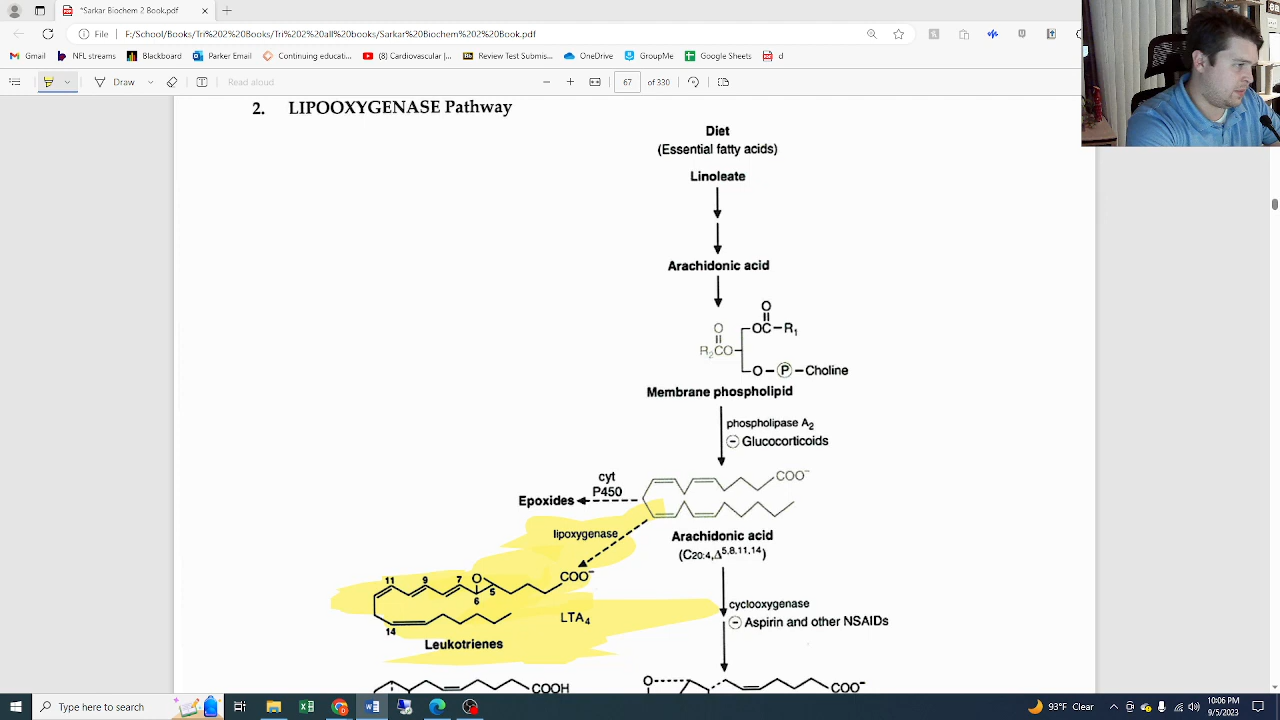 *Sarkar Biochem 2 Book.pdf
File
F:/School/Books/Tri%202%20Books/Tri%202%20all%20books/Sarkar%20Biochem%202%20Book.pdf
Gmail
NFL streams
Blackboard
Parker Email
Continuing educati...
(8) Cardiovascular |...
Review Test Submis...
OneDrive
GroupMe
Google Sheets
d
Draw
Read aloud
67
of 330
2. LIPOOXYGENASE Pathway
Diet
(Essential fatty acids)
Linoleate
Arachidonic acid
O
OC–R₁
O
R₂CO
O–P–Choline
Membrane phospholipid
phospholipase A₂
– Glucocorticoids
COO⁻
cyt
P450
Epoxides
lipoxygenase
Arachidonic acid
(C20:4,Δ5,8,11,14)
11 9 7 O COO⁻
6 5
14
LTA₄
Leukotrienes
cyclooxygenase
– Aspirin and other NSAIDs
COOH
O
COO⁻
Type here to search
93°F Clear
10:06 PM
9/5/2023